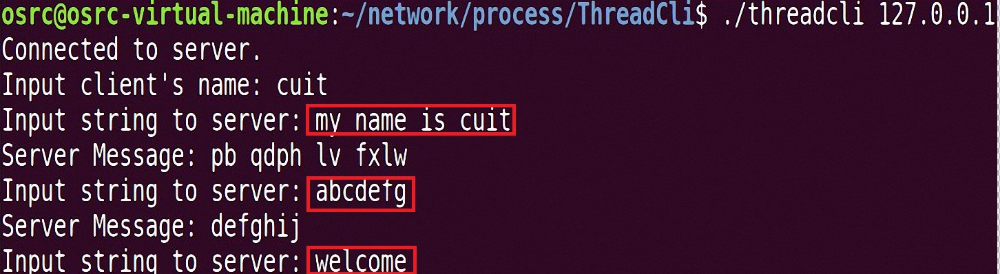 osrc@osrc-virtual-machine:~/network/process/ThreadCli$ ./threadcli 127.0.0.1
Connected to server.
Input client's name: cuit
Input string to server: my name is cuit
Server Message: pb qdph lv fxlw
Input string to server: abcdefg
Server Message: defghij
Input string to server: welcome